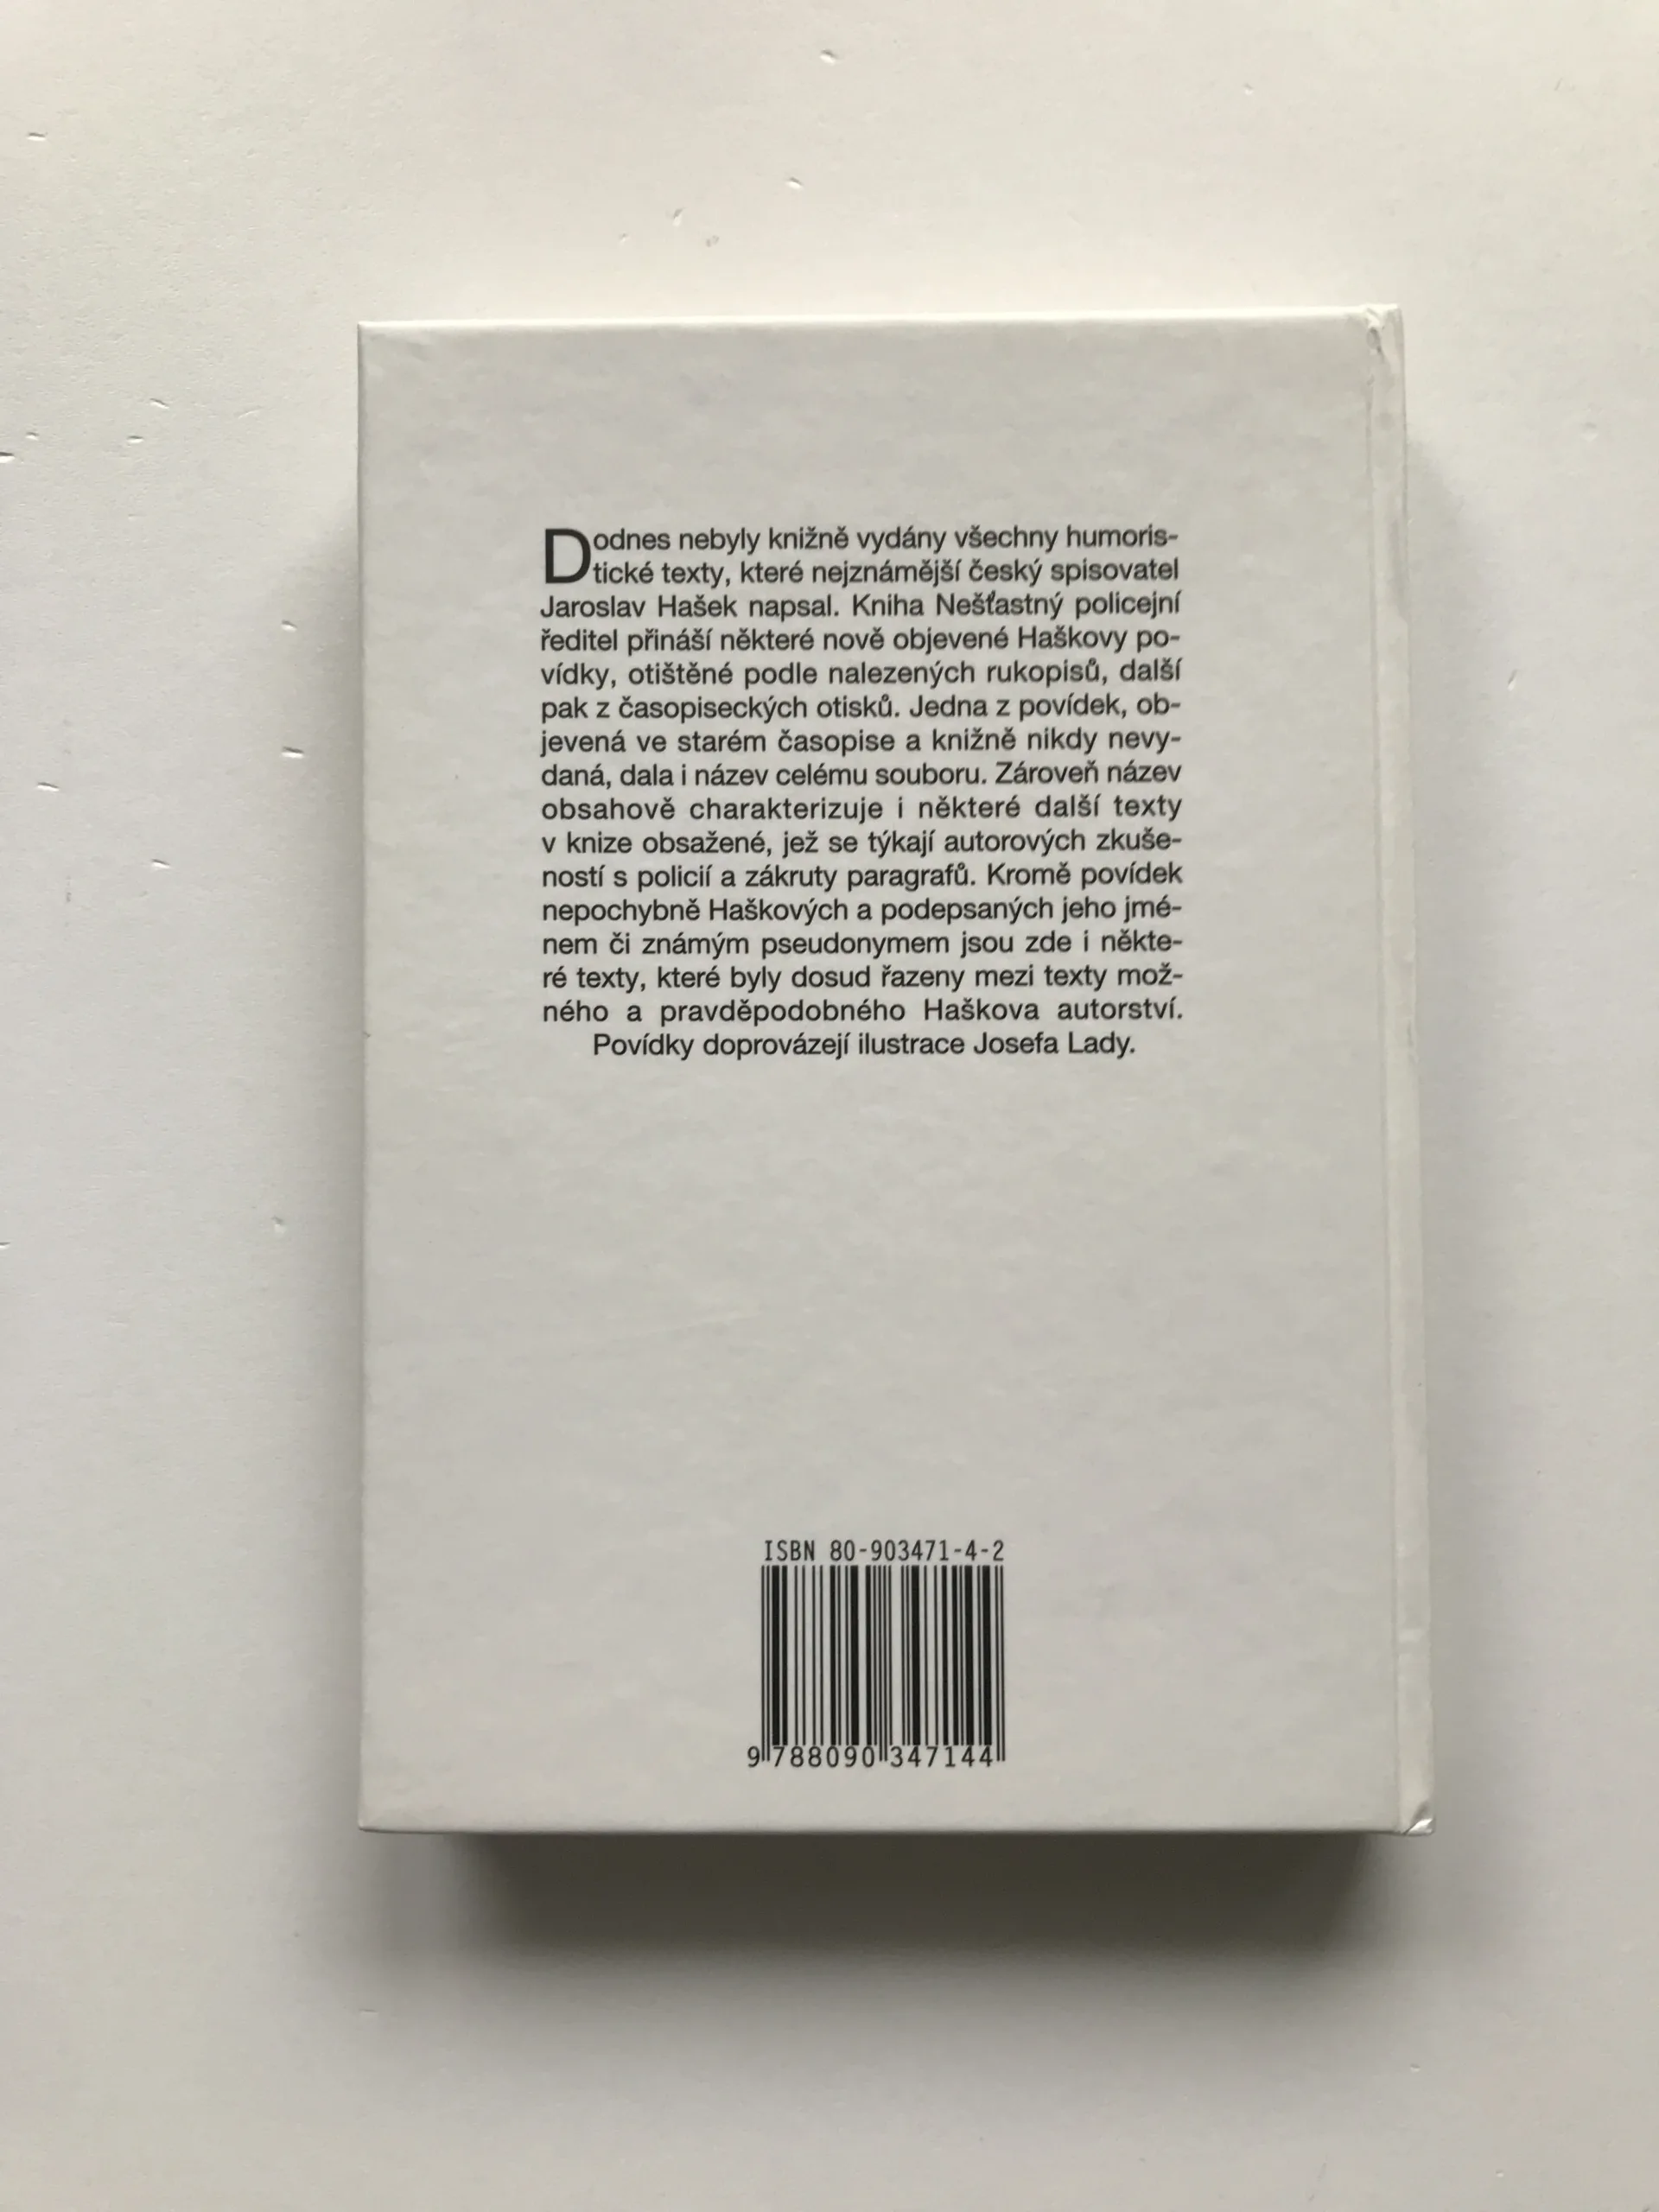 Dodnes nebyly knižně vydány všechny humoris-
tické texty, které nejznámější český spisovatel
Jaroslav Hašek napsal. Kniha Nešťastný policejní
ředitel přináší některé nově objevené Haškovy po-
vídky, otištěné podle nalezených rukopisů, další
pak z časopiseckých otisků. Jedna z povídek, ob-
jevená ve starém časopise a knižně nikdy nevy-
daná, dala i název celému souboru. Zároveň název
obsahově charakterizuje i některé další texty
v knize obsažené, jež se týkají autorových zkuše-
ností s policií a zákruty paragrafů. Kromě povídek
nepochybně Haškových a podepsaných jeho jmé-
nem či známým pseudonymem jsou zde i někte-
ré texty, které byly dosud řazeny mezi texty mož-
ného a pravděpodobného Haškova autorství.
Povídky doprovázejí ilustrace Josefa Lady.
ISBN 80-903471-4-2
9 788090 347144